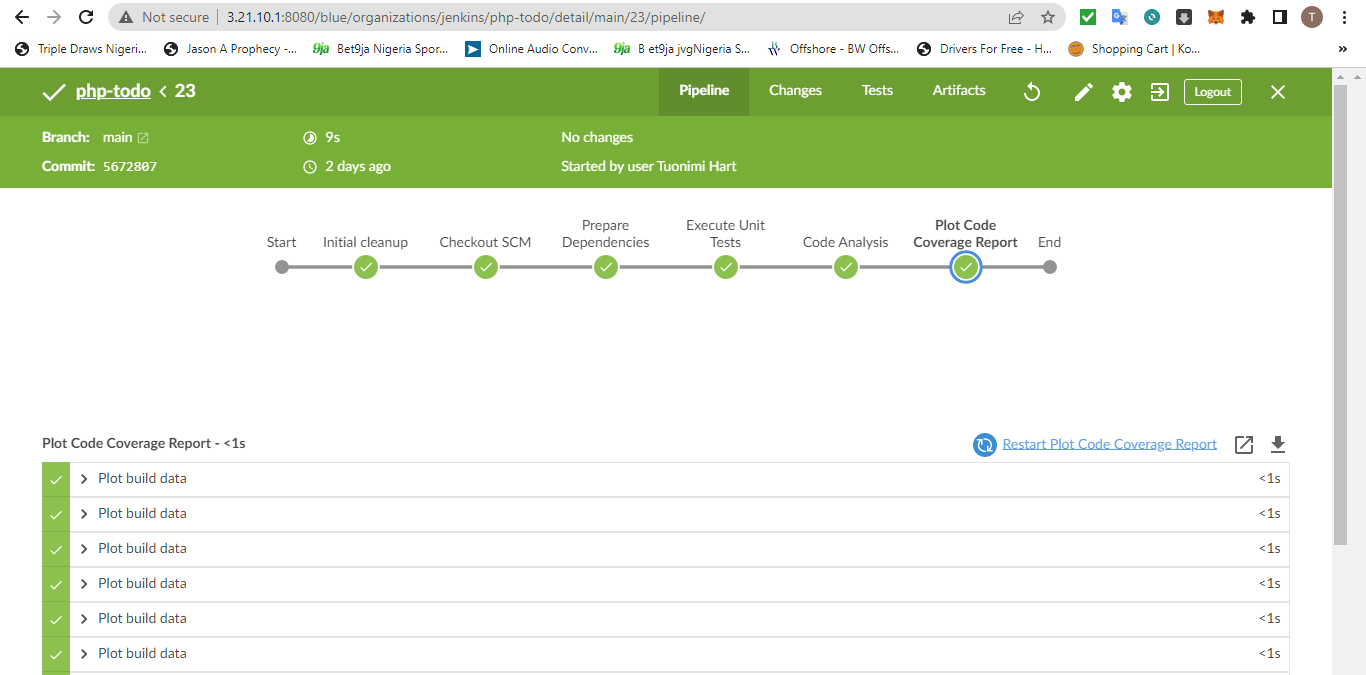 Not secure 3.21.10.1:8080/blue/organizations/jenkins/php-todo/detail/main/23/pipeline/ T
Triple Draws Nigeri... Jason A Prophecy -... 9ja Bet9ja Nigeria Spor... Online Audio Conv... 9ja B et9ja jvgNigeria S... Offshore - BW Offs... Drivers For Free - H... Shopping Cart | Ko... »
php-todo < 23 Pipeline Changes Tests Artifacts Logout
Branch: main 9s No changes
Commit: 5672807 2 days ago Started by user Tuonimi Hart
Start Initial cleanup Checkout SCM Prepare Dependencies Execute Unit Tests Code Analysis Plot Code Coverage Report End
Plot Code Coverage Report - <1s Restart Plot Code Coverage Report
Plot build data <1s
Plot build data <1s
Plot build data <1s
Plot build data <1s
Plot build data <1s
Plot build data <1s